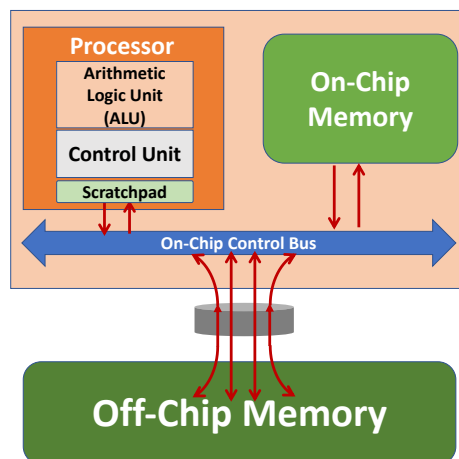 Processor
Arithmetic
Logic Unit
(ALU)
Control Unit
Scratchpad
On-Chip
Memory
On-Chip Control Bus
Off-Chip Memory